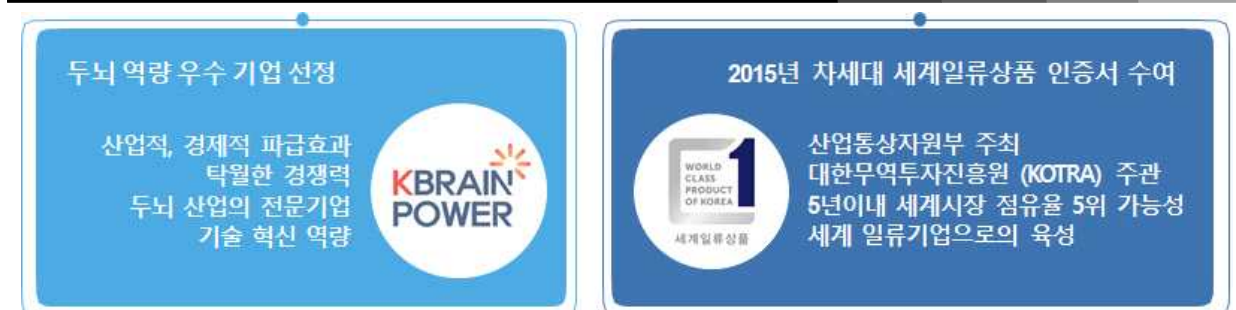 두뇌 역량 우수 기업 선정
산업적, 경제적 파급효과
탁월한 경쟁력
두뇌 산업의 전문기업
기술 혁신 역량
KBRAIN
POWER
2015년 차세대 세계일류상품 인증서 수여
WORLD
CLASS
PRODUCT
OF KOREA
1
세계일류상품
산업통상자원부 주최
대한무역투자진흥원 (KOTRA) 주관
5년이내 세계시장 점유율 5위 가능성
세계 일류기업으로의 육성